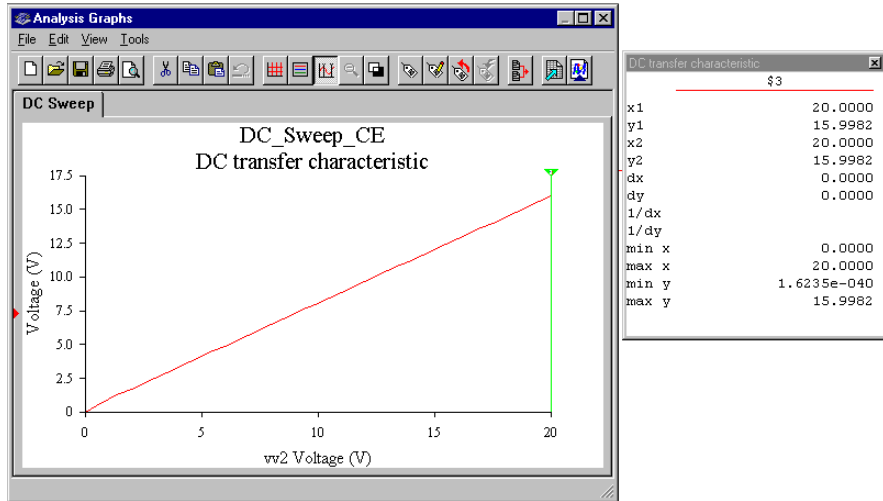 Analysis Graphs
File Edit View Tools
DC Sweep
DC_Sweep_CE
DC transfer characteristic
17.5
15.0
12.5
10.0
7.5
5.0
2.5
0
Voltage (V)
0 5 10 15 20
vv2 Voltage (V)
DC transfer characteristic
$3
x1 20.0000
y1 15.9982
x2 20.0000
y2 15.9982
dx 0.0000
dy 0.0000
1/dx
1/dy
min x 0.0000
max x 20.0000
min y 1.6235e-040
max y 15.9982